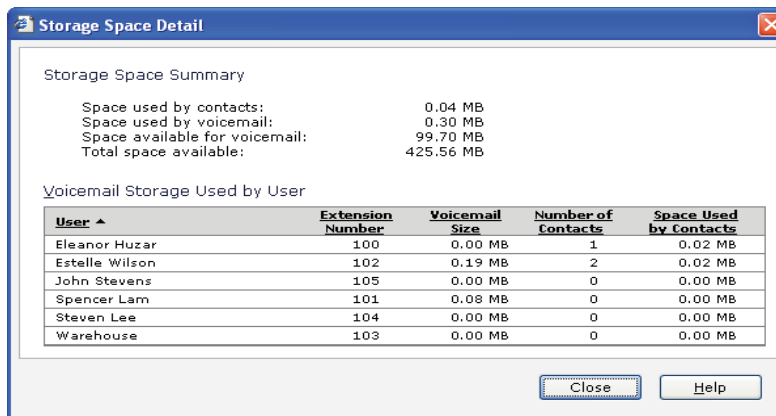 Storage Space Detail
Storage Space Summary
Space used by contacts: 0.04 MB
Space used by voicemail: 0.30 MB
Space available for voicemail: 99.70 MB
Total space available: 425.56 MB
Voicemail Storage Used by User
User Extension Number Voicemail Size Number of Contacts Space Used by Contacts
Eleanor Huzar 100 0.00 MB 1 0.02 MB
Estelle Wilson 102 0.19 MB 2 0.02 MB
John Stevens 105 0.00 MB 0 0.00 MB
Spencer Lam 101 0.08 MB 0 0.00 MB
Steven Lee 104 0.00 MB 0 0.00 MB
Warehouse 103 0.00 MB 0 0.00 MB
Close Help